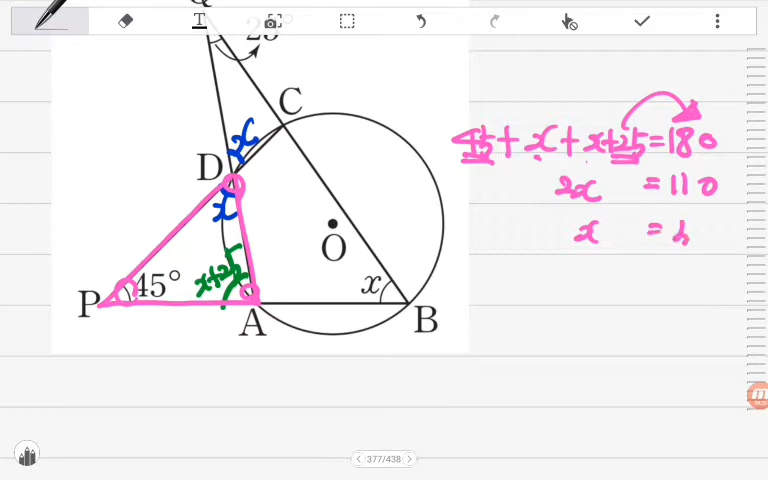 T
25°
C
x
45+x+x+25=180
D
2x =110
x
x =
O
x+25
x
P
45°
A
B
377/438